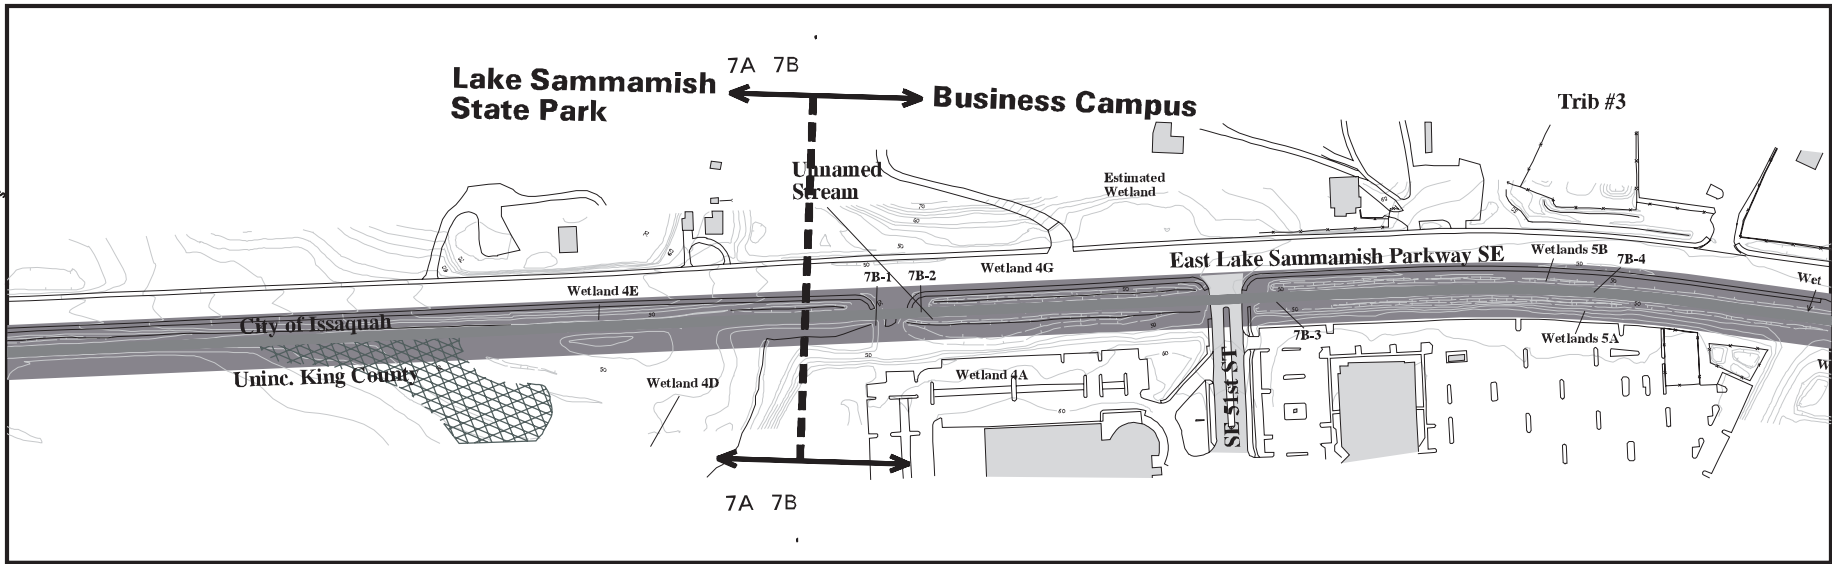 7A 7B
Lake Sammamish
State Park
Business Campus
Trib #3
Unnamed
Stream
Estimated
Wetland
East Lake Sammamish Parkway SE
Wetlands 5B
7B-4
Wetland 4G
7B-1
7B-2
Wetland 4E
Wet
City of Issaquah
7B-3
Wetlands 5A
Uninc. King County
Wetland 4D
Wetland 4A
SE 51st ST
W
7A 7B